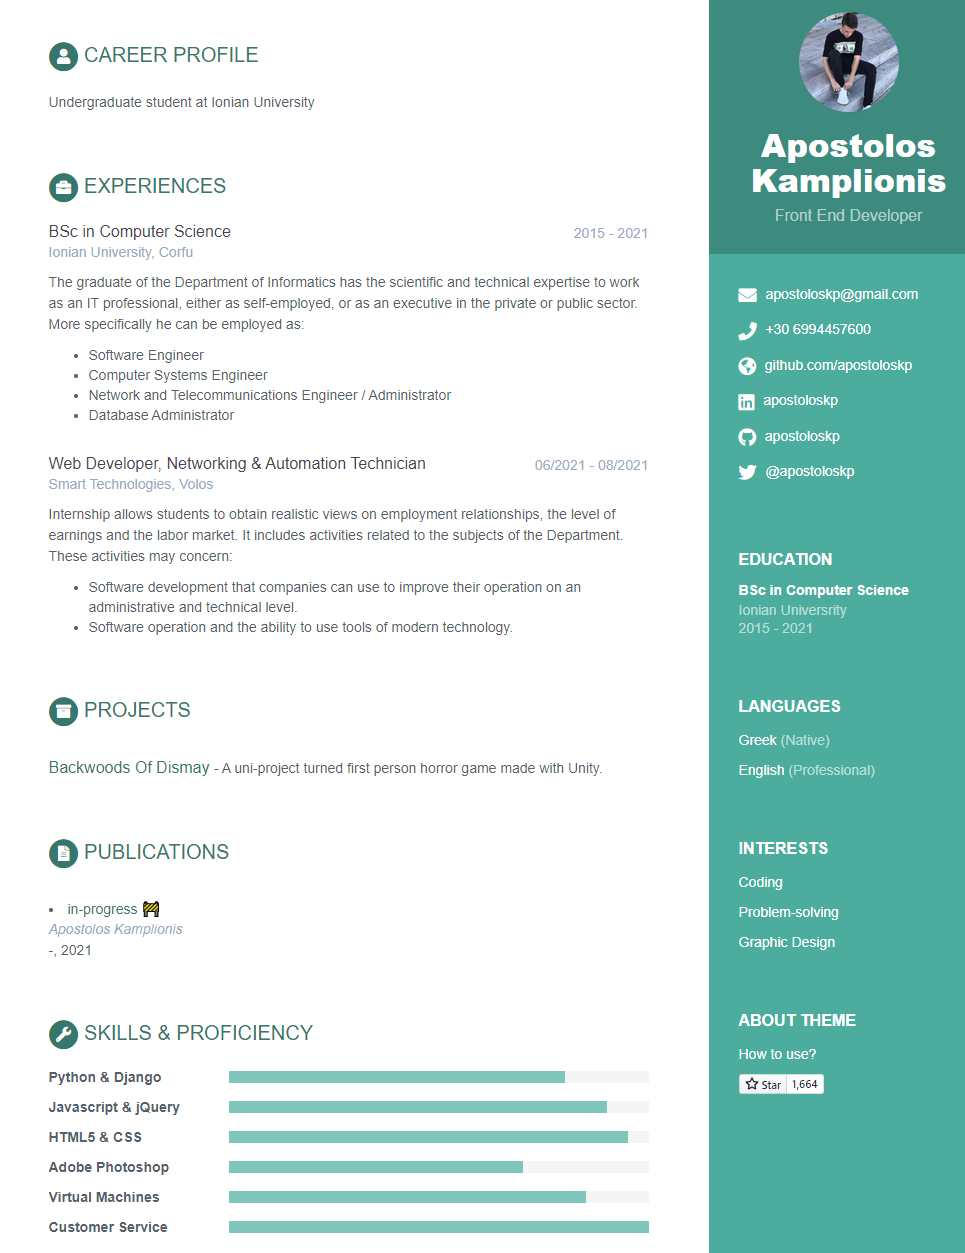 CAREER PROFILE
Undergraduate student at Ionian University
EXPERIENCES
BSc in Computer Science
2015 - 2021
Ionian University, Corfu
The graduate of the Department of Informatics has the scientific and technical expertise to work
as an IT professional, either as self-employed, or as an executive in the private or public sector.
More specifically he can be employed as:
• Software Engineer
• Computer Systems Engineer
• Network and Telecommunications Engineer / Administrator
• Database Administrator
Web Developer, Networking & Automation Technician
06/2021 - 08/2021
Smart Technologies, Volos
Internship allows students to obtain realistic views on employment relationships, the level of
earnings and the labor market. It includes activities related to the subjects of the Department.
These activities may concern:
• Software development that companies can use to improve their operation on an
administrative and technical level.
• Software operation and the ability to use tools of modern technology.
PROJECTS
Backwoods Of Dismay - A uni-project turned first person horror game made with Unity.
PUBLICATIONS
• in-progress 🚧
Apostolos Kamplionis
-, 2021
SKILLS & PROFICIENCY
Python & Django
Javascript & jQuery
HTML5 & CSS
Adobe Photoshop
Virtual Machines
Customer Service
Apostolos
Kamplionis
Front End Developer
apostoloskp@gmail.com
+30 6994457600
github.com/apostoloskp
apostoloskp
apostoloskp
@apostoloskp
EDUCATION
BSc in Computer Science
Ionian Universrity
2015 - 2021
LANGUAGES
Greek (Native)
English (Professional)
INTERESTS
Coding
Problem-solving
Graphic Design
ABOUT THEME
How to use?
Star 1,664